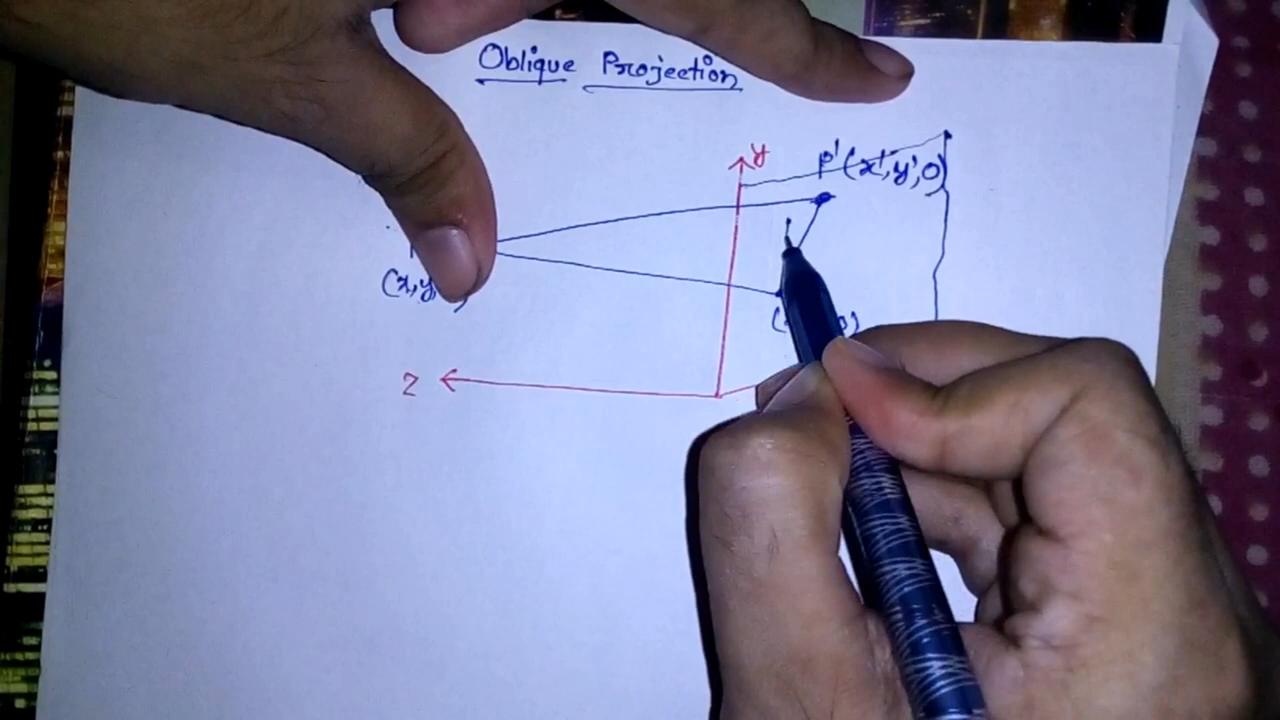 Oblique Projection
y
p'(x',y',0)
(x,y,
z